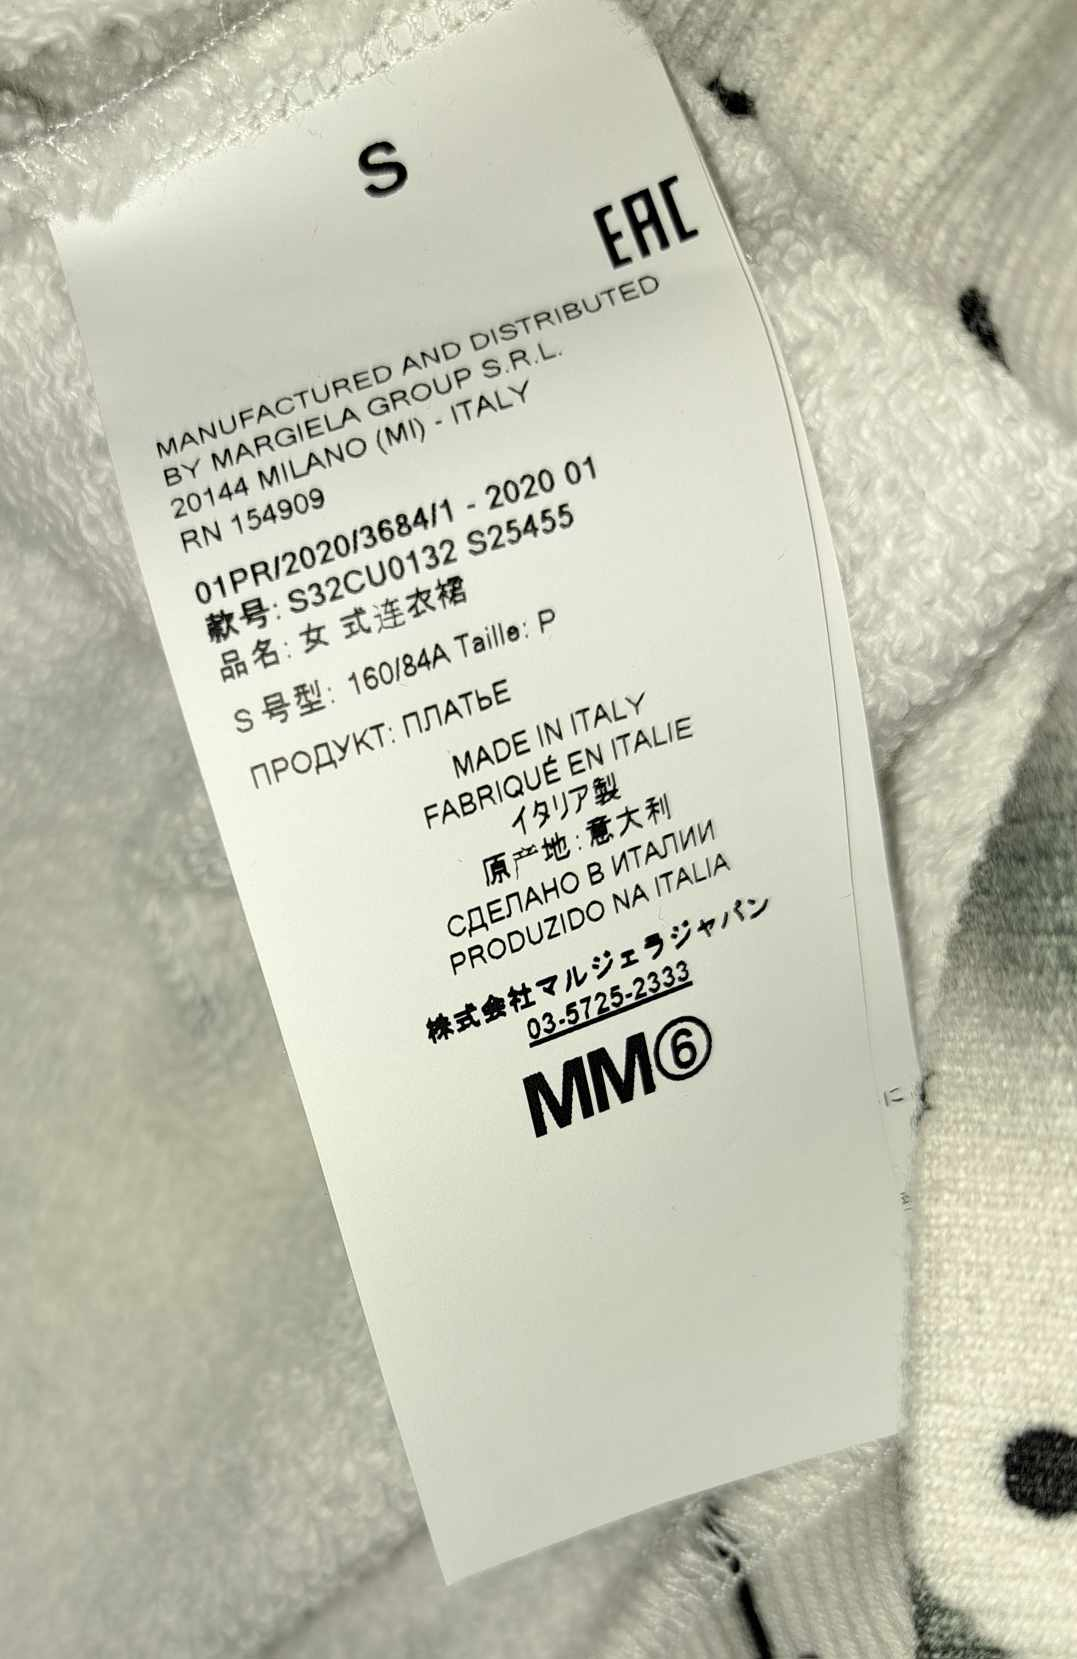 S
EAC
MANUFACTURED AND DISTRIBUTED
BY MARGIELA GROUP S.R.L.
20144 MILANO (MI) - ITALY
RN 154909
01PR/2020/3684/1 - 2020 01
款号: S32CU0132 S25455
品名: 女 式连衣裙
S 号型: 160/84A Taille: P
ПРОДУКТ: ПЛАТЬЕ
MADE IN ITALY
FABRIQUÉ EN ITALIE
イタリア製
原产地: 意大利
СДЕЛАНО В ИТАЛИИ
PRODUZIDO NA ITALIA
株式会社マルジェラジャパン
03-5725-2333
MM⑥
に